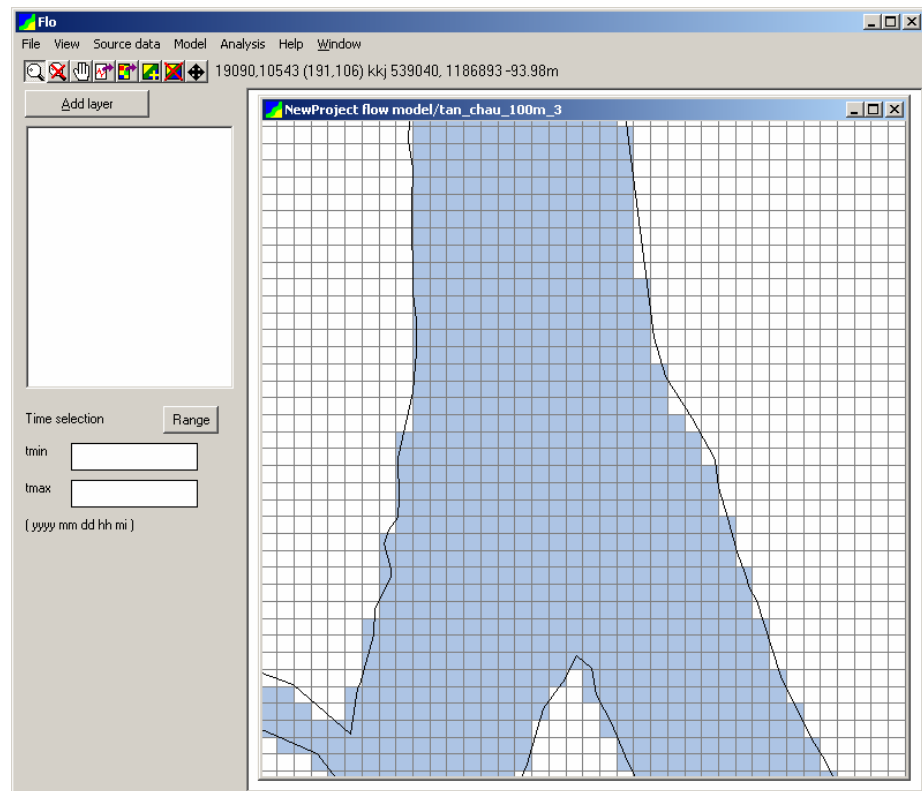 Flo
File View Source data Model Analysis Help Window
19090,10543 (191,106) kkj 539040, 1186893 -93.98m
Add layer
NewProject flow model/tan_chau_100m_3
Time selection Range
tmin
tmax
( yyyy mm dd hh mi )